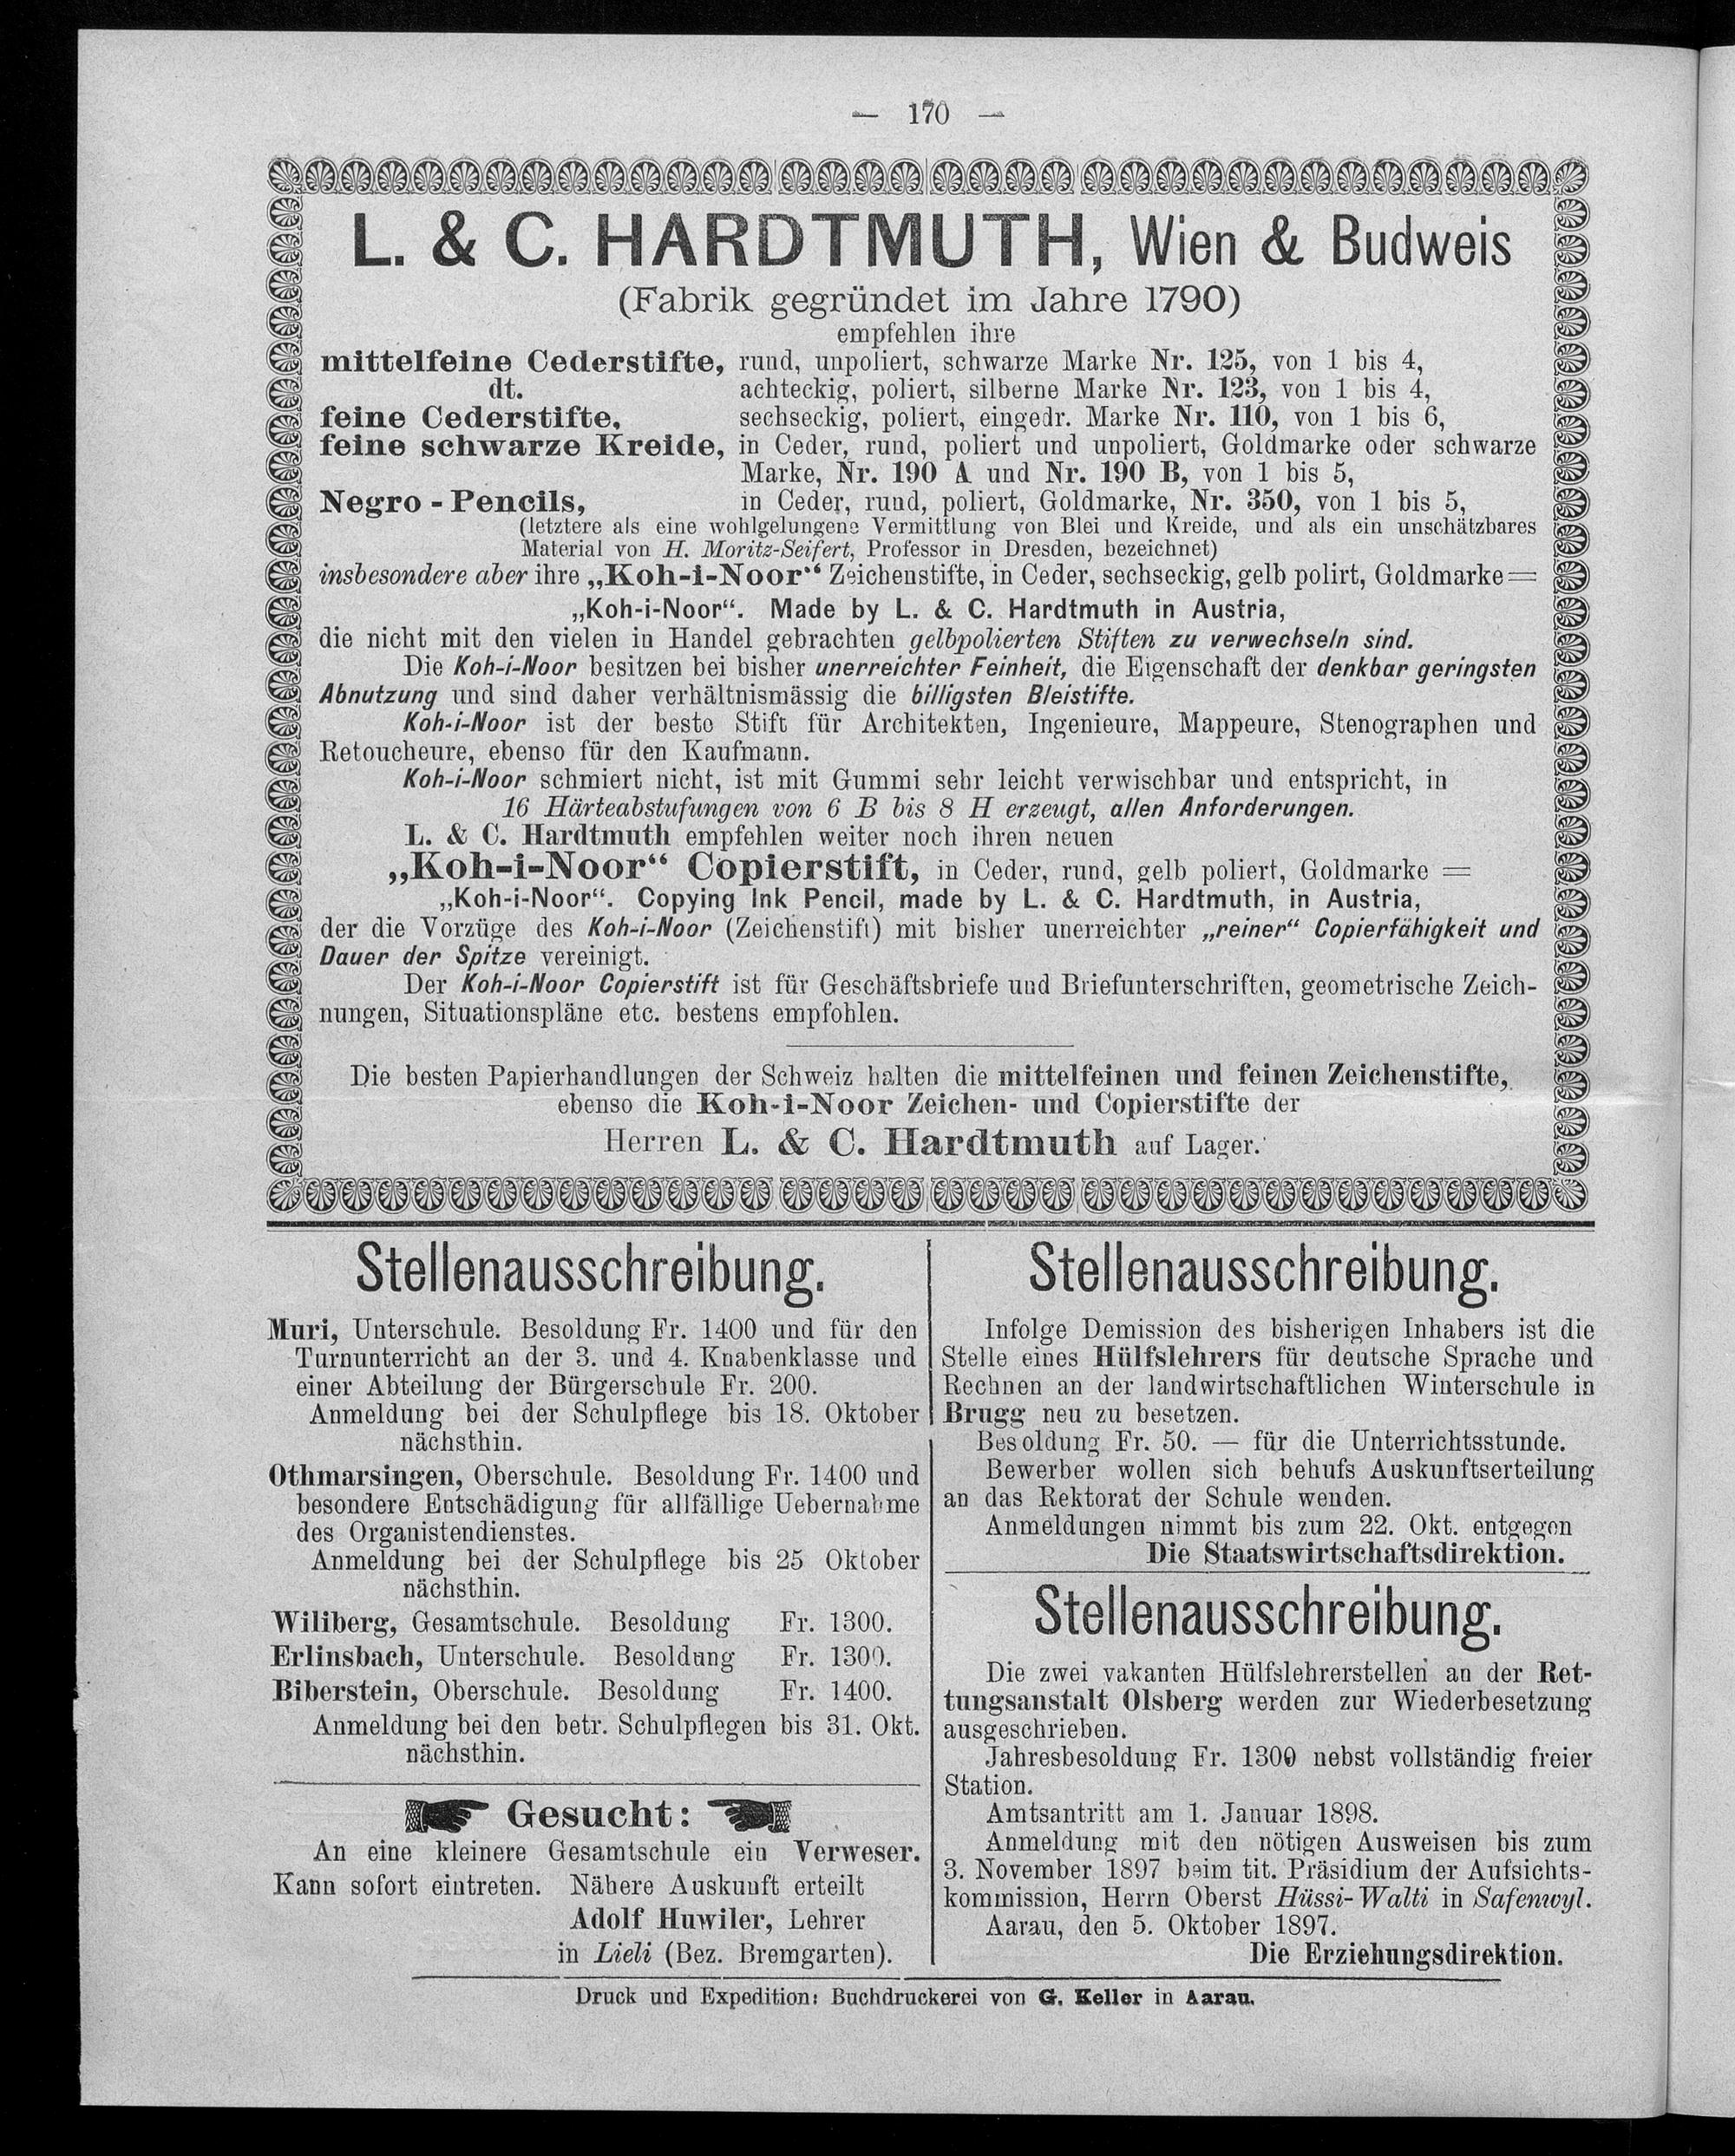 — 170 —
L. & C. HARDTMUTH, Wien & Budweis
(Fabrik gegründet im Jahre 1790)
empfehlen ihre
mittelfeine Cederstifte, rund, unpoliert, schwarze Marke Nr. 125, von 1 bis 4,
dt. achteckig, poliert, silberne Marke Nr. 123, von 1 bis 4,
feine Cederstifte, sechseckig, poliert, eingedr. Marke Nr. 110, von 1 bis 6,
feine schwarze Kreide, in Ceder, rund, poliert und unpoliert, Goldmarke oder schwarze
Marke, Nr. 190 A und Nr. 190 B, von 1 bis 5,
Negro-Pencils, in Ceder, rund, poliert, Goldmarke, Nr. 350, von 1 bis 5,
(letztere als eine wohlgelungene Vermittlung von Blei und Kreide, und als ein unschätzbares
Material von H. Moritz-Seifert, Professor in Dresden, bezeichnet)
insbesondere aber ihre „Koh-i-Noor“ Zeichenstifte, in Ceder, sechseckig, gelb polirt, Goldmarke =
„Koh-i-Noor“. Made by L. & C. Hardtmuth in Austria,
die nicht mit den vielen in Handel gebrachten gelbpolierten Stiften zu verwechseln sind.
Die Koh-i-Noor besitzen bei bisher unerreichter Feinheit, die Eigenschaft der denkbar geringsten
Abnutzung und sind daher verhältnismässig die billigsten Bleistifte.
Koh-i-Noor ist der beste Stift für Architekten, Ingenieure, Mappeure, Stenographen und
Retoucheure, ebenso für den Kaufmann.
Koh-i-Noor schmiert nicht, ist mit Gummi sehr leicht verwischbar und entspricht, in
16 Härteabstufungen von 6 B bis 8 H erzeugt, allen Anforderungen.
L. & C. Hardtmuth empfehlen weiter noch ihren neuen
„Koh-i-Noor“ Copierstift, in Ceder, rund, gelb poliert, Goldmarke =
„Koh-i-Noor“. Copying Ink Pencil, made by L. & C. Hardtmuth, in Austria,
der die Vorzüge des Koh-i-Noor (Zeichenstift) mit bisher unerreichter „reiner“ Copierfähigkeit und
Dauer der Spitze vereinigt.
Der Koh-i-Noor Copierstift ist für Geschäftsbriefe und Briefunterschriften, geometrische Zeich-
nungen, Situationspläne etc. bestens empfohlen.
Die besten Papierhandlungen der Schweiz halten die mittelfeinen und feinen Zeichenstifte,
ebenso die Koh-i-Noor Zeichen- und Copierstifte der
Herren L. & C. Hardtmuth auf Lager.
Stellenausschreibung.
Muri, Unterschule. Besoldung Fr. 1400 und für den
Turnunterricht an der 3. und 4. Knabenklasse und
einer Abteilung der Bürgerschule Fr. 200.
Anmeldung bei der Schulpflege bis 18. Oktober
nächsthin.
Othmarsingen, Oberschule. Besoldung Fr. 1400 und
besondere Entschädigung für allfällige Uebernahme
des Organistendienstes.
Anmeldung bei der Schulpflege bis 25 Oktober
nächsthin.
Wiliberg, Gesamtschule. Besoldung Fr. 1300.
Erlinsbach, Unterschule. Besoldung Fr. 1300.
Biberstein, Oberschule. Besoldung Fr. 1400.
Anmeldung bei den betr. Schulpflegen bis 31. Okt.
nächsthin.
Gesucht:
An eine kleinere Gesamtschule ein Verweser.
Kann sofort eintreten. Nähere Auskunft erteilt
Adolf Huwiler, Lehrer
in Lieli (Bez. Bremgarten).
Stellenausschreibung.
Infolge Demission des bisherigen Inhabers ist die
Stelle eines Hülfslehrers für deutsche Sprache und
Rechnen an der landwirtschaftlichen Winterschule in
Brugg neu zu besetzen.
Besoldung Fr. 50. — für die Unterrichtsstunde.
Bewerber wollen sich behufs Auskunftserteilung
an das Rektorat der Schule wenden.
Anmeldungen nimmt bis zum 22. Okt. entgegen
Die Staatswirtschaftsdirektion.
Stellenausschreibung.
Die zwei vakanten Hülfslehrerstellen an der Ret-
tungsanstalt Olsberg werden zur Wiederbesetzung
ausgeschrieben.
Jahresbesoldung Fr. 1300 nebst vollständig freier
Station.
Amtsantritt am 1. Januar 1898.
Anmeldung mit den nötigen Ausweisen bis zum
3. November 1897 beim tit. Präsidium der Aufsichts-
kommission, Herrn Oberst Hüssi-Walti in Safenwyl.
Aarau, den 5. Oktober 1897.
Die Erziehungsdirektion.
Druck und Expedition: Buchdruckerei von G. Keller in Aarau.